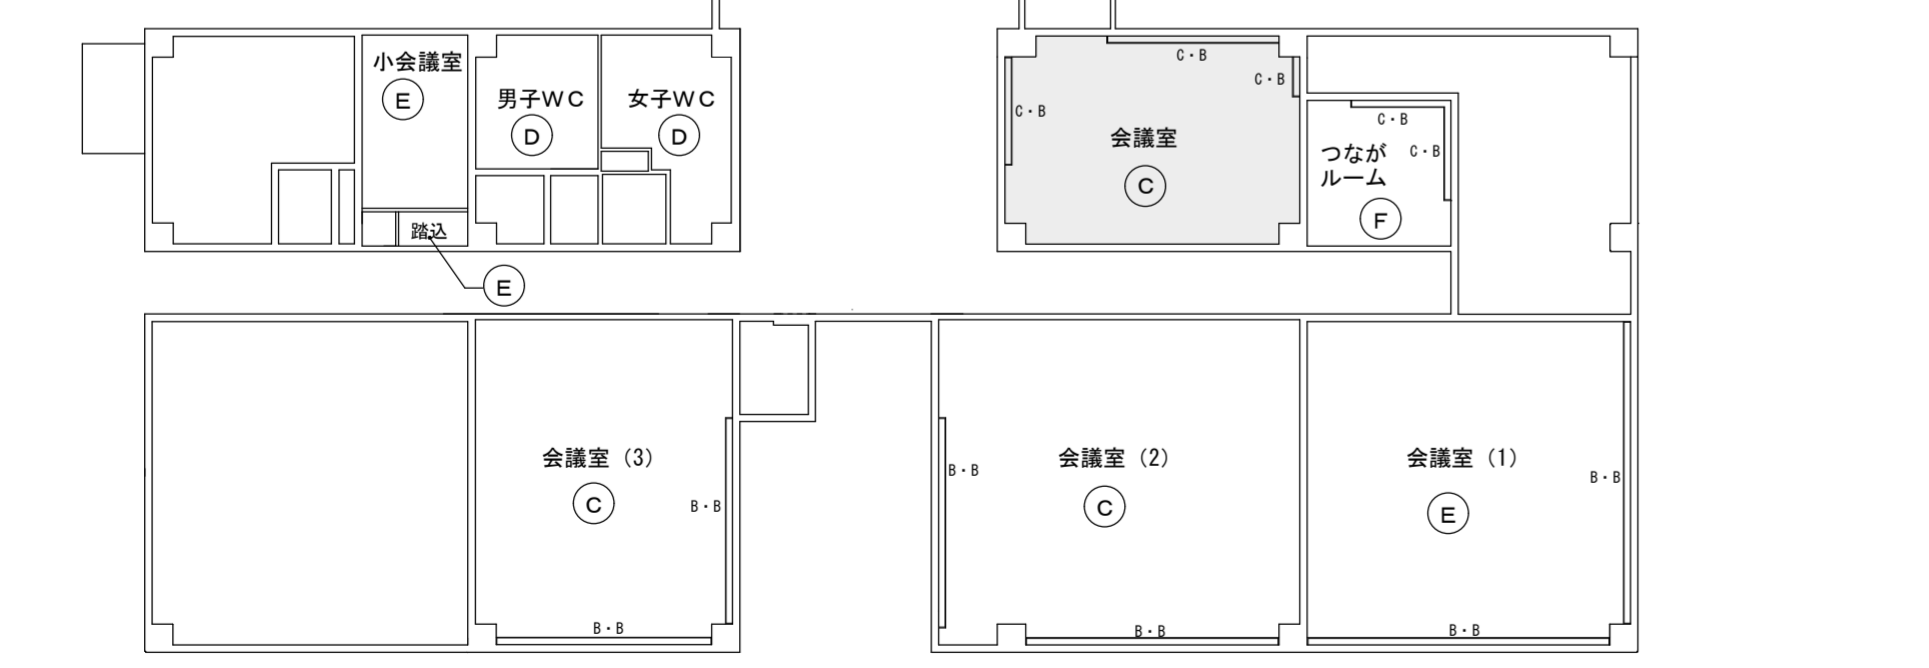 小会議室
E
男子WC
D
女子WC
D
踏込
E
C・B
C・B
C・B
会議室
C
C・B
C・B
つなが
ルーム
F
会議室(3)
C
B・B
B・B
会議室(2)
C
B・B
B・B
会議室(1)
E
B・B
B・B